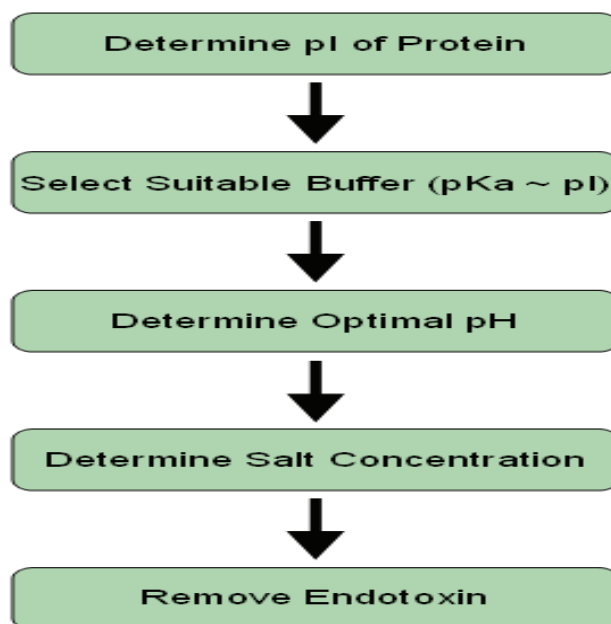 Determine pI of Protein
Select Suitable Buffer (pKa ~ pI)
Determine Optimal pH
Determine Salt Concentration
Remove Endotoxin